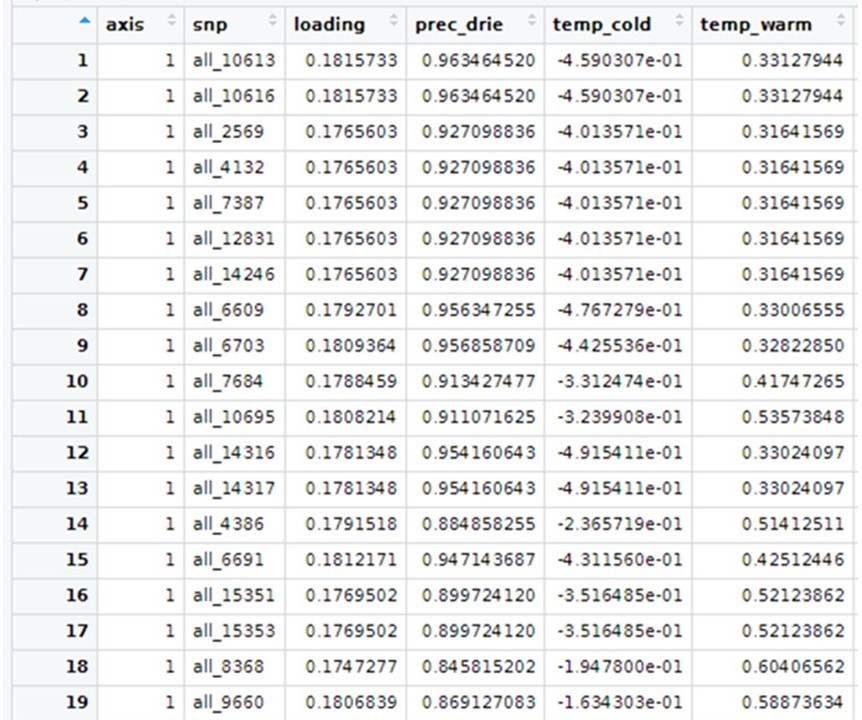 axis snp loading prec_drie temp_cold temp_warm
1 1 all_10613 0.1815733 0.963464520 -4.590307e-01 0.33127944
2 1 all_10616 0.1815733 0.963464520 -4.590307e-01 0.33127944
3 1 all_2569 0.1765603 0.927098836 -4.013571e-01 0.31641569
4 1 all_4132 0.1765603 0.927098836 -4.013571e-01 0.31641569
5 1 all_7387 0.1765603 0.927098836 -4.013571e-01 0.31641569
6 1 all_12831 0.1765603 0.927098836 -4.013571e-01 0.31641569
7 1 all_14246 0.1765603 0.927098836 -4.013571e-01 0.31641569
8 1 all_6609 0.1792701 0.956347255 -4.767279e-01 0.33006555
9 1 all_6703 0.1809364 0.956858709 -4.425536e-01 0.32822850
10 1 all_7684 0.1788459 0.913427477 -3.312474e-01 0.41747265
11 1 all_10695 0.1808214 0.911071625 -3.239908e-01 0.53573848
12 1 all_14316 0.1781348 0.954160643 -4.915411e-01 0.33024097
13 1 all_14317 0.1781348 0.954160643 -4.915411e-01 0.33024097
14 1 all_4386 0.1791518 0.884858255 -2.365719e-01 0.51412511
15 1 all_6691 0.1812171 0.947143687 -4.311560e-01 0.42512446
16 1 all_15351 0.1769502 0.899724120 -3.516485e-01 0.52123862
17 1 all_15353 0.1769502 0.899724120 -3.516485e-01 0.52123862
18 1 all_8368 0.1747277 0.845815202 -1.947800e-01 0.60406562
19 1 all_9660 0.1806839 0.869127083 -1.634303e-01 0.58873634